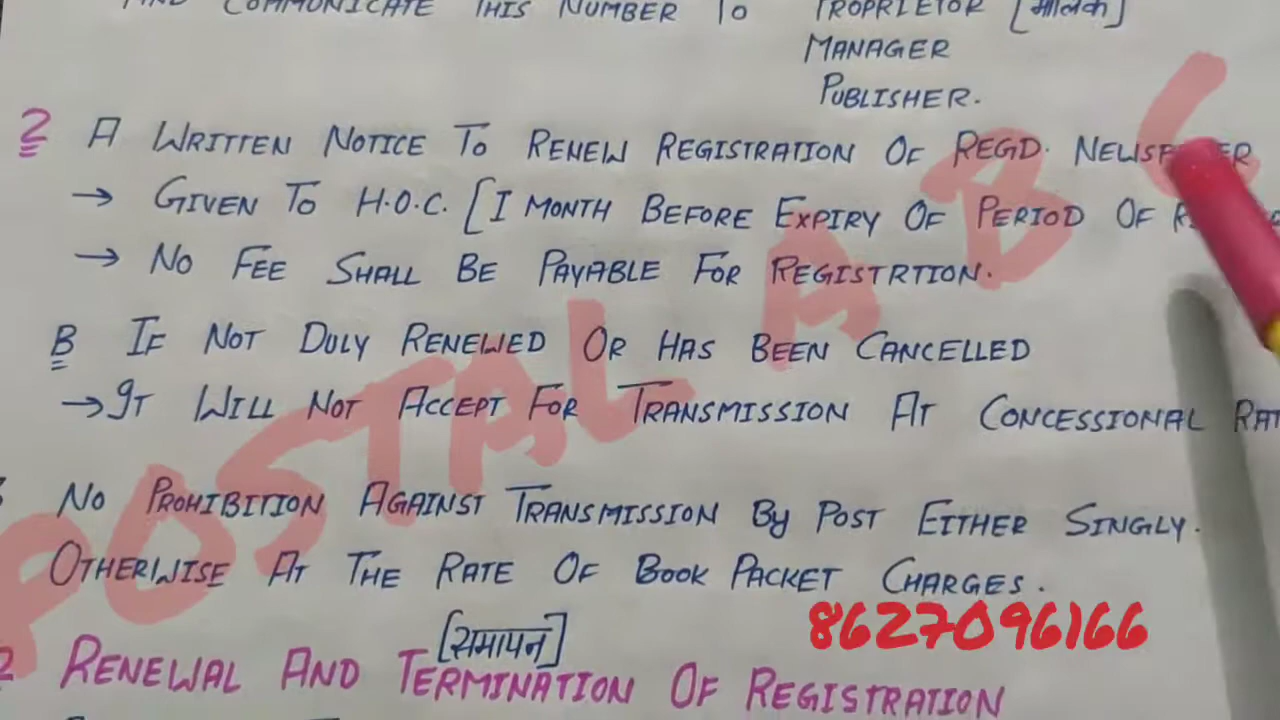 COMMUNICATE THIS NUMBER TO PROPRIETOR [मालिक]
MANAGER
PUBLISHER.
2 A WRITTEN NOTICE TO RENEW REGISTRATION OF REGD. NEWSPAPER
→ GIVEN TO H.O.C. [I MONTH BEFORE EXPIRY OF PERIOD OF
→ NO FEE SHALL BE PAYABLE FOR REGISTRTION.
B IF NOT DULY RENEWED OR HAS BEEN CANCELLED
→ IT WILL NOT ACCEPT FOR TRANSMISSION AT CONCESSIONAL RAT
NO PROHIBITION AGAINST TRANSMISSION BY POST EITHER SINGLY.
OTHERWISE AT THE RATE OF BOOK PACKET CHARGES.
8627096166
[समापन]
2 RENEWAL AND TERMINATION OF REGISTRATION
POSTAL A B C